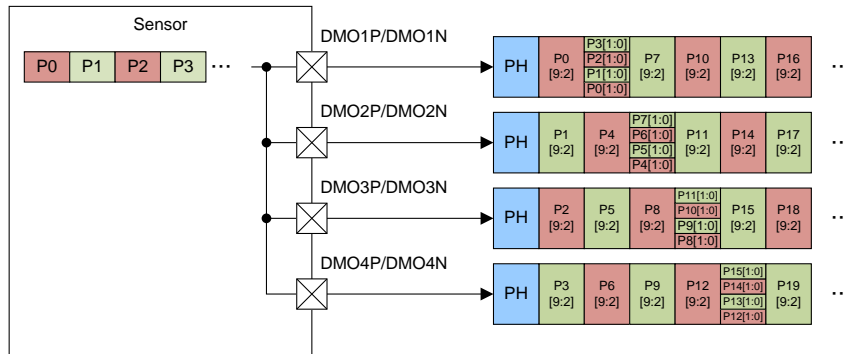 Sensor
P0 P1 P2 P3 ...
DMO1P/DMO1N
PH P0 [9:2] P3[1:0] P2[1:0] P1[1:0] P0[1:0] P7 [9:2] P10 [9:2] P13 [9:2] P16 [9:2] ..
DMO2P/DMO2N
PH P1 [9:2] P4 [9:2] P7[1:0] P6[1:0] P5[1:0] P4[1:0] P11 [9:2] P14 [9:2] P17 [9:2] ..
DMO3P/DMO3N
PH P2 [9:2] P5 [9:2] P8 [9:2] P11[1:0] P10[1:0] P9[1:0] P8[1:0] P15 [9:2] P18 [9:2] ..
DMO4P/DMO4N
PH P3 [9:2] P6 [9:2] P9 [9:2] P12 [9:2] P15[1:0] P14[1:0] P13[1:0] P12[1:0] P19 [9:2] ..